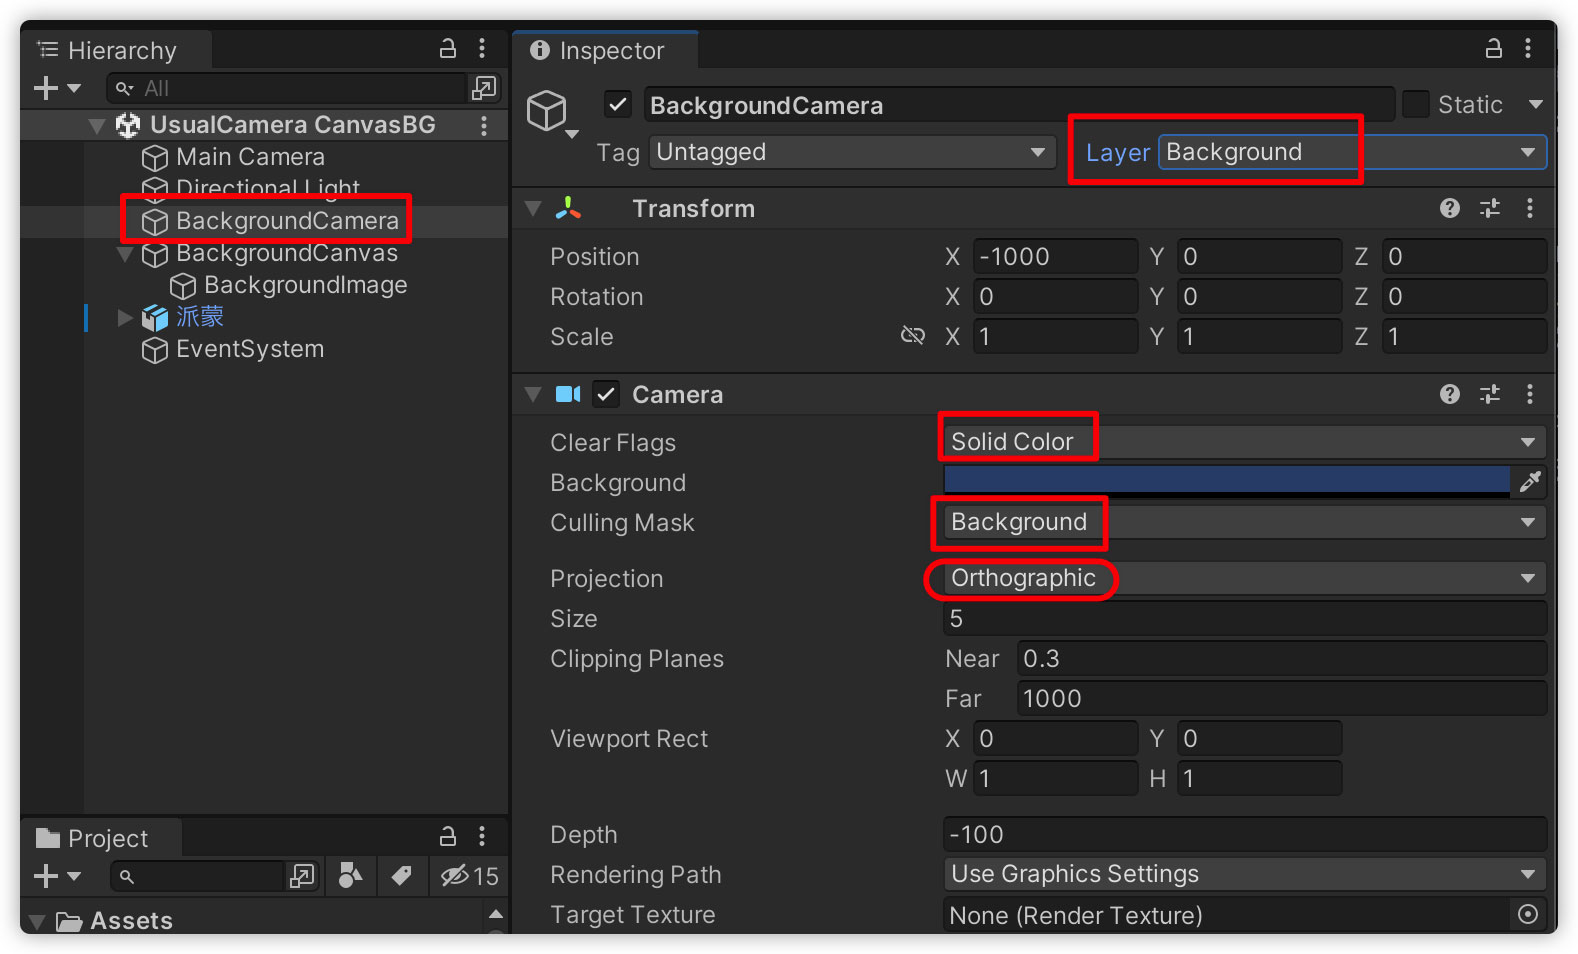 Hierarchy
All
UsualCamera CanvasBG
Main Camera
Directional Light
BackgroundCamera
BackgroundCanvas
BackgroundImage
派蒙
EventSystem
Project
15
Assets
Inspector
BackgroundCamera Static
Tag Untagged Layer Background
Transform
Position X -1000 Y 0 Z 0
Rotation X 0 Y 0 Z 0
Scale X 1 Y 1 Z 1
Camera
Clear Flags Solid Color
Background
Culling Mask Background
Projection Orthographic
Size 5
Clipping Planes Near 0.3
Far 1000
Viewport Rect X 0 Y 0
W 1 H 1
Depth -100
Rendering Path Use Graphics Settings
Target Texture None (Render Texture)